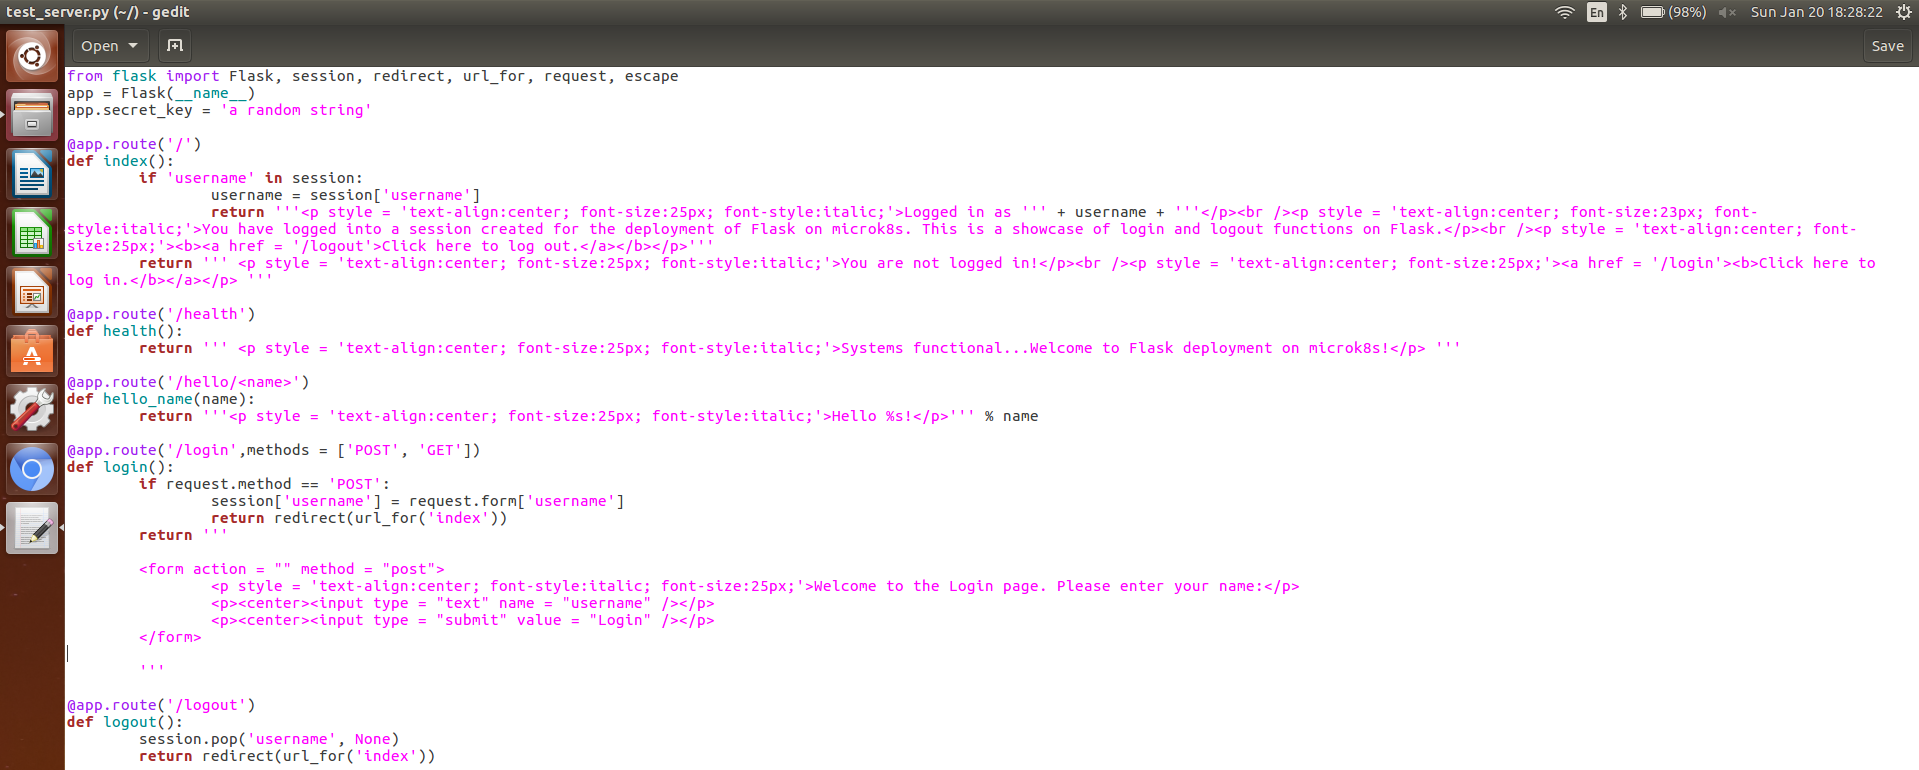 test_server.py (~/) - gedit
En (98%) Sun Jan 20 18:28:22
Open Save
from flask import Flask, session, redirect, url_for, request, escape
app = Flask(__name__)
app.secret_key = 'a random string'
@app.route('/')
def index():
        if 'username' in session:
                username = session['username']
                return '''<p style = 'text-align:center; font-size:25px; font-style:italic;'>Logged in as ''' + username + '''</p><br /><p style = 'text-align:center; font-size:23px; font-
style:italic;'>You have logged into a session created for the deployment of Flask on microk8s. This is a showcase of login and logout functions on Flask.</p><br /><p style = 'text-align:center; font-
size:25px;'><b><a href = '/logout'>Click here to log out.</a></b></p>'''
        return ''' <p style = 'text-align:center; font-size:25px; font-style:italic;'>You are not logged in!</p><br /><p style = 'text-align:center; font-size:25px;'><a href = '/login'><b>Click here to
log in.</b></a></p> '''
@app.route('/health')
def health():
        return ''' <p style = 'text-align:center; font-size:25px; font-style:italic;'>Systems functional...Welcome to Flask deployment on microk8s!</p> '''
@app.route('/hello/<name>')
def hello_name(name):
        return '''<p style = 'text-align:center; font-size:25px; font-style:italic;'>Hello %s!</p>''' % name
@app.route('/login',methods = ['POST', 'GET'])
def login():
        if request.method == 'POST':
                session['username'] = request.form['username']
                return redirect(url_for('index'))
        return '''
        <form action = "" method = "post">
                <p style = 'text-align:center; font-style:italic; font-size:25px;'>Welcome to the Login page. Please enter your name:</p>
                <p><center><input type = "text" name = "username" /></p>
                <p><center><input type = "submit" value = "Login" /></p>
        </form>
        '''
@app.route('/logout')
def logout():
        session.pop('username', None)
        return redirect(url_for('index'))